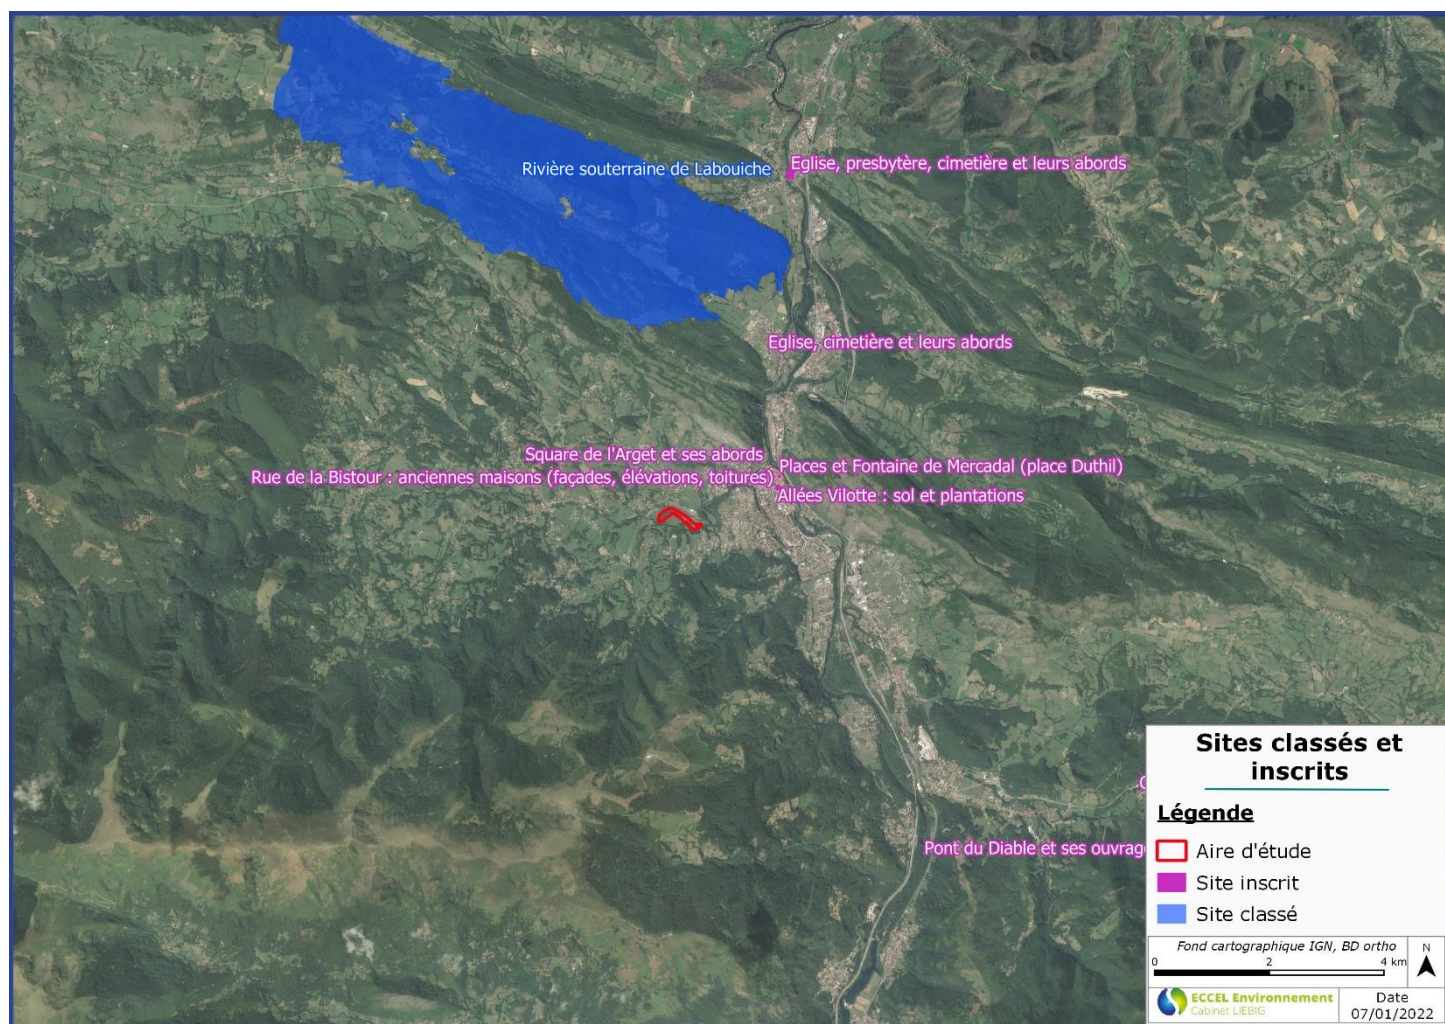 Rivière souterraine de Labouiche
Eglise, presbytère, cimetière et leurs abords
Eglise, cimetière et leurs abords
Square de l'Arget et ses abords
Places et Fontaine de Mercadal (place Duthil)
Rue de la Bistour : anciennes maisons (façades, élévations, toitures)
Allées Vilotte : sol et plantations
Pont du Diable et ses ouvrag
Sites classés et
inscrits
Légende
Aire d'étude
Site inscrit
Site classé
Fond cartographique IGN, BD ortho
N
0 2 4 km
ECCEL Environnement
Cabinet LIEBIG
Date
07/01/2022